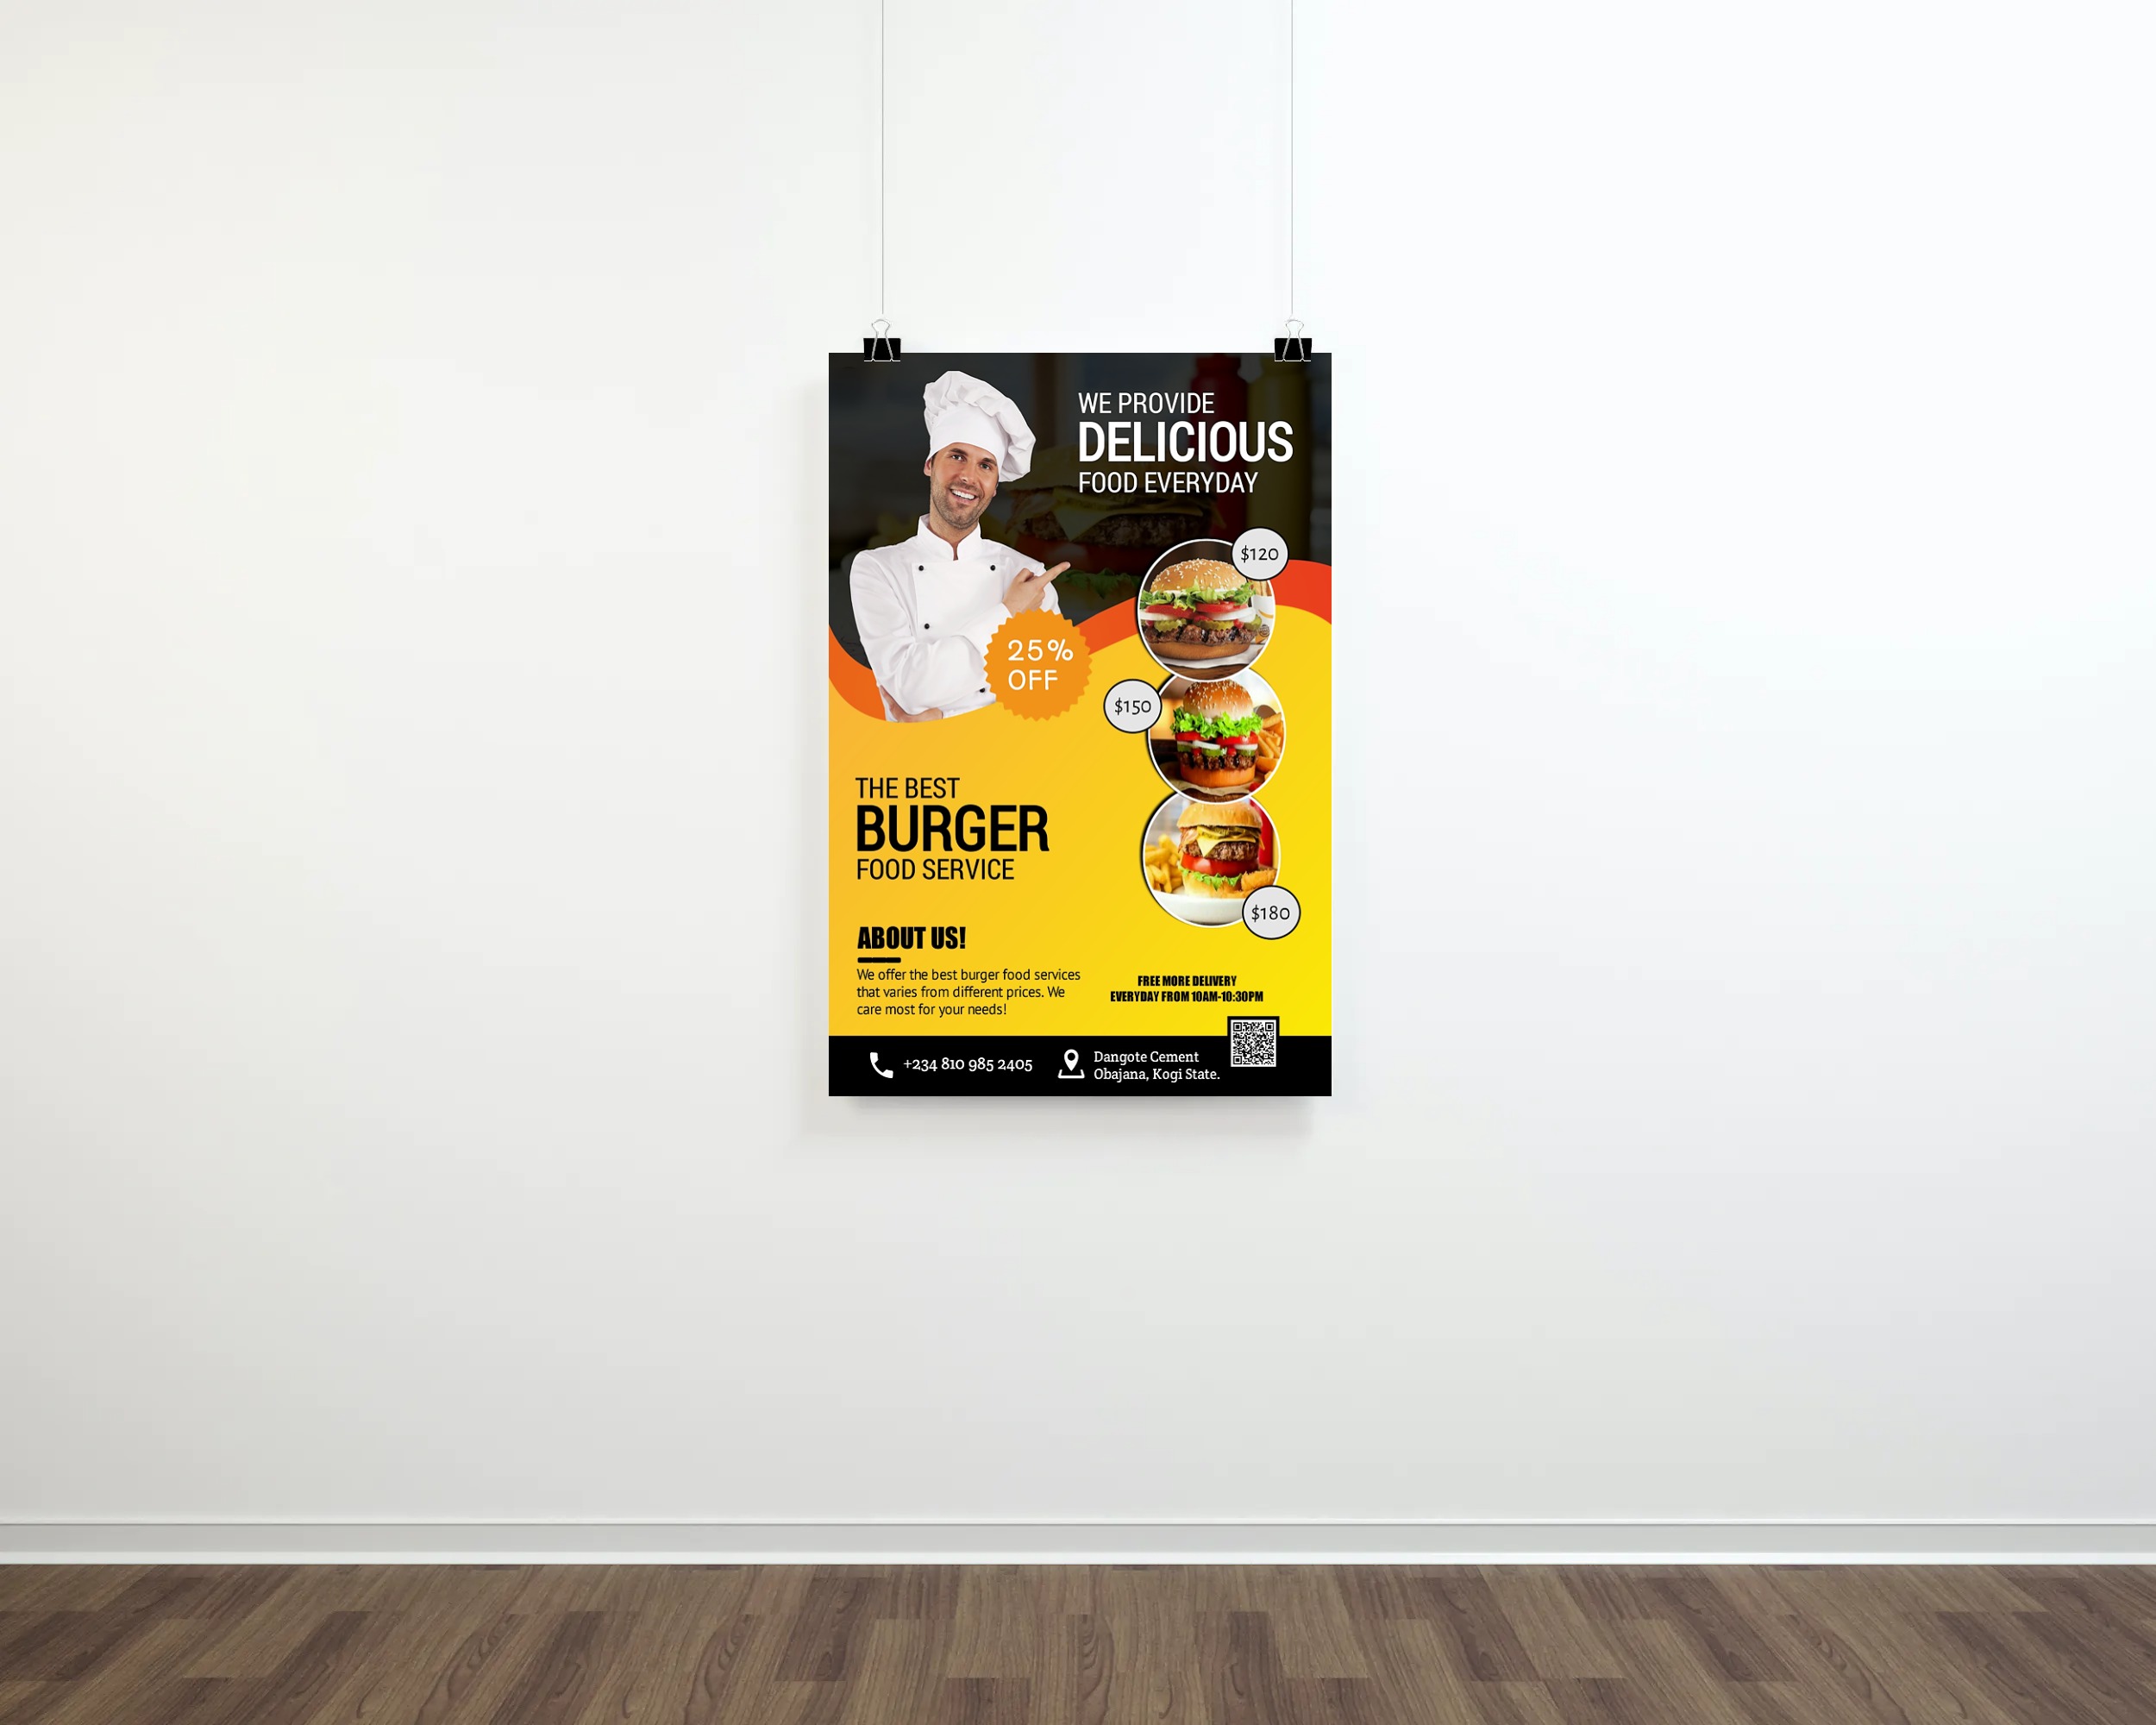 WE PROVIDE
DELICIOUS
FOOD EVERYDAY
$120
25%
OFF
$150
$180
THE BEST
BURGER
FOOD SERVICE
ABOUT US!
We offer the best burger food services
that varies from different prices. We
care most for your needs!
FREE MORE DELIVERY
EVERYDAY FROM 10AM-10:30PM
+234 810 985 2405
Dangote Cement
Obajana, Kogi State.